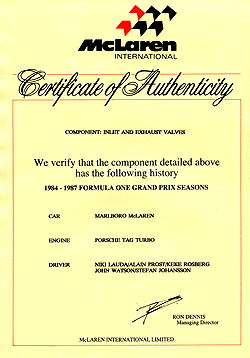 McLaren
INTERNATIONAL
Certificate of Authenticity
COMPONENT: INLET AND EXHAUST VALVES
We verify that the component detailed above
has the following history
1984 - 1987 FORMULA ONE GRAND PRIX SEASONS
CAR MARLBORO McLAREN
ENGINE PORSCHE TAG TURBO
DRIVER NIKI LAUDA/ALAIN PROST/KEKE ROSBERG
JOHN WATSON/STEFAN JOHANSSON
RON DENNIS
Managing Director
McLAREN INTERNATIONAL LIMITED.